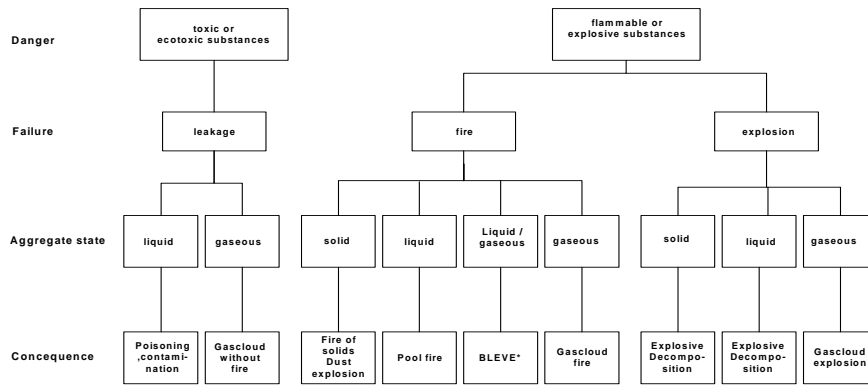 Danger
toxic or
ecotoxic substances
flammable or
explosive substances
Failure
leakage
fire
explosion
Aggregate state
liquid
gaseous
solid
liquid
Liquid /
gaseous
gaseous
solid
liquid
gaseous
Concequence
Poisoning
,contami-
nation
Gascloud
without
fire
Fire of
solids
Dust
explosion
Pool fire
BLEVE*
Gascloud
fire
Explosive
Decompo-
sition
Explosive
Decompo-
sition
Gascloud
explosion